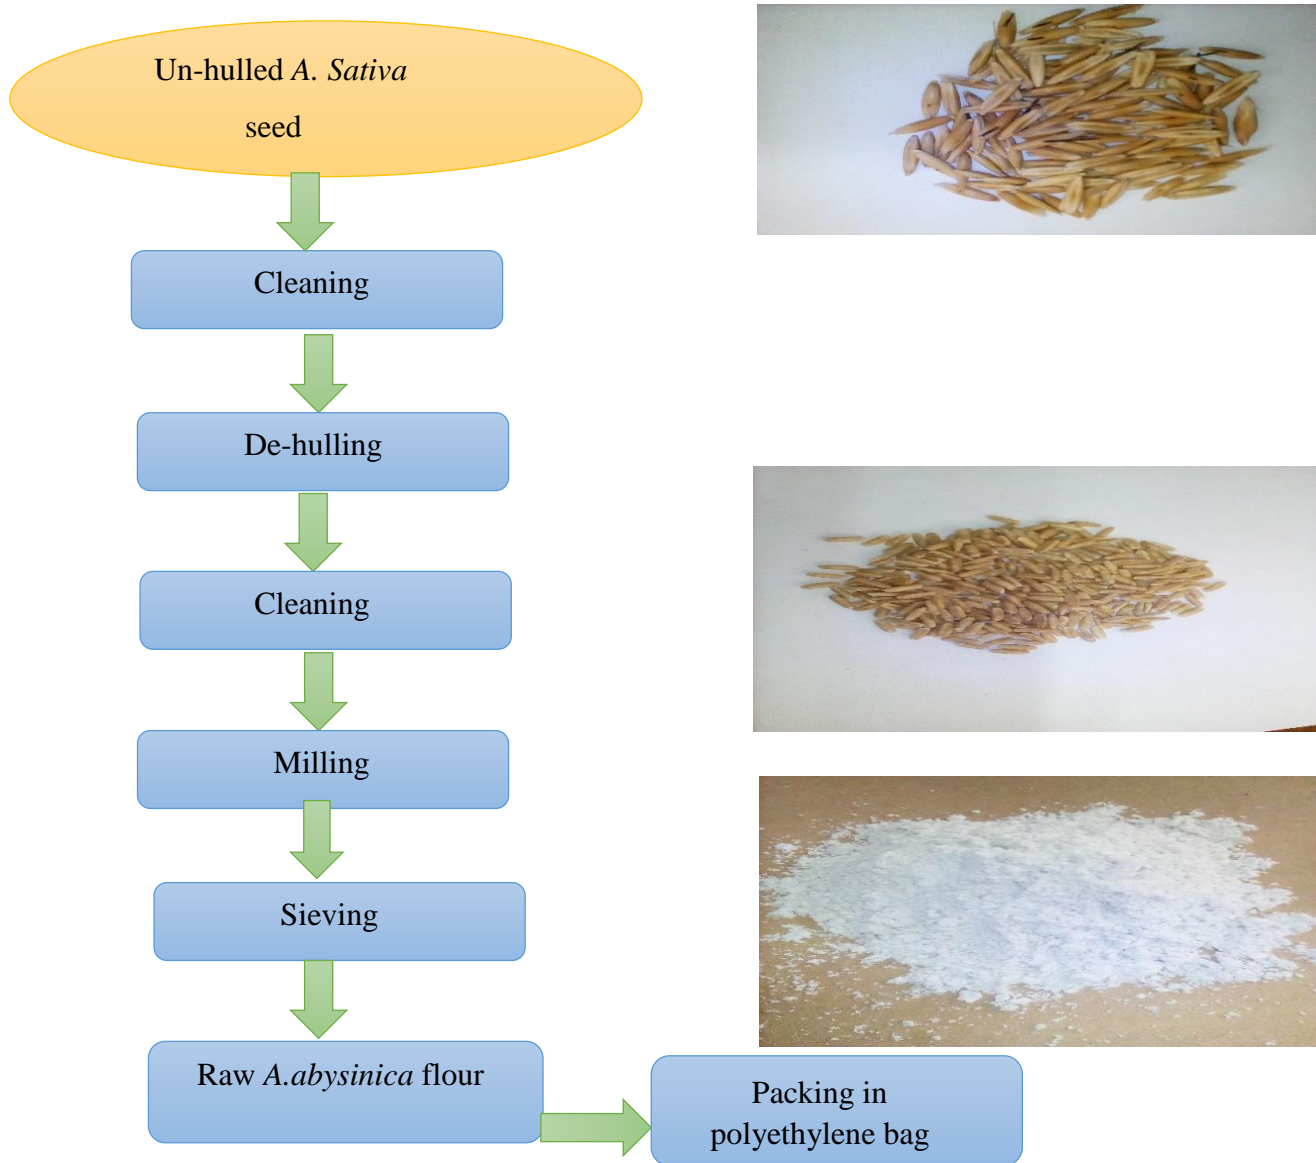 Un-hulled A. Sativa
seed
Cleaning
De-hulling
Cleaning
Milling
Sieving
Raw A.abysinica flour
Packing in
polyethylene bag